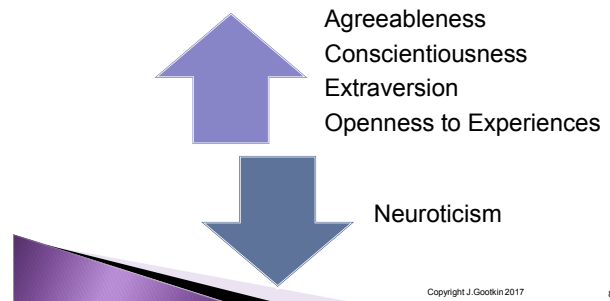 Agreeableness
Conscientiousness
Extraversion
Openness to Experiences
Neuroticism
Copyright J.Gootkin 2017